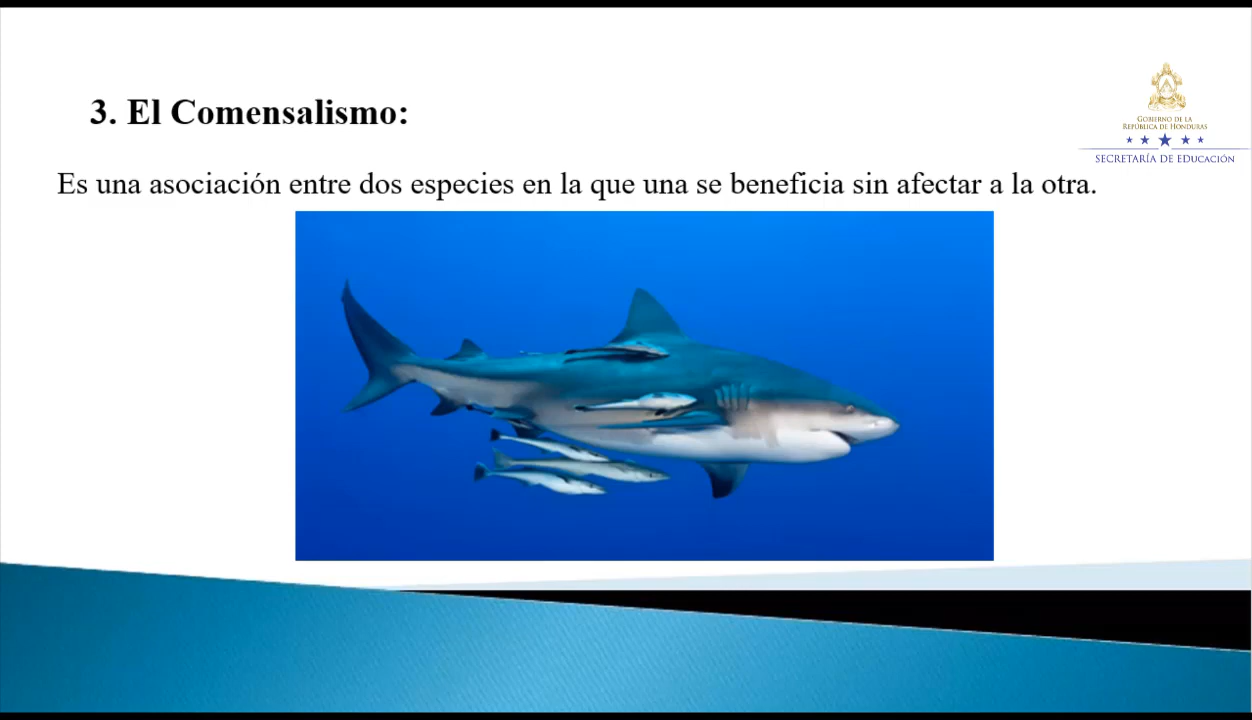 3. El Comensalismo:
GOBIERNO DE LA
REPÚBLICA DE HONDURAS
SECRETARÍA DE EDUCACIÓN
Es una asociación entre dos especies en la que una se beneficia sin afectar a la otra.